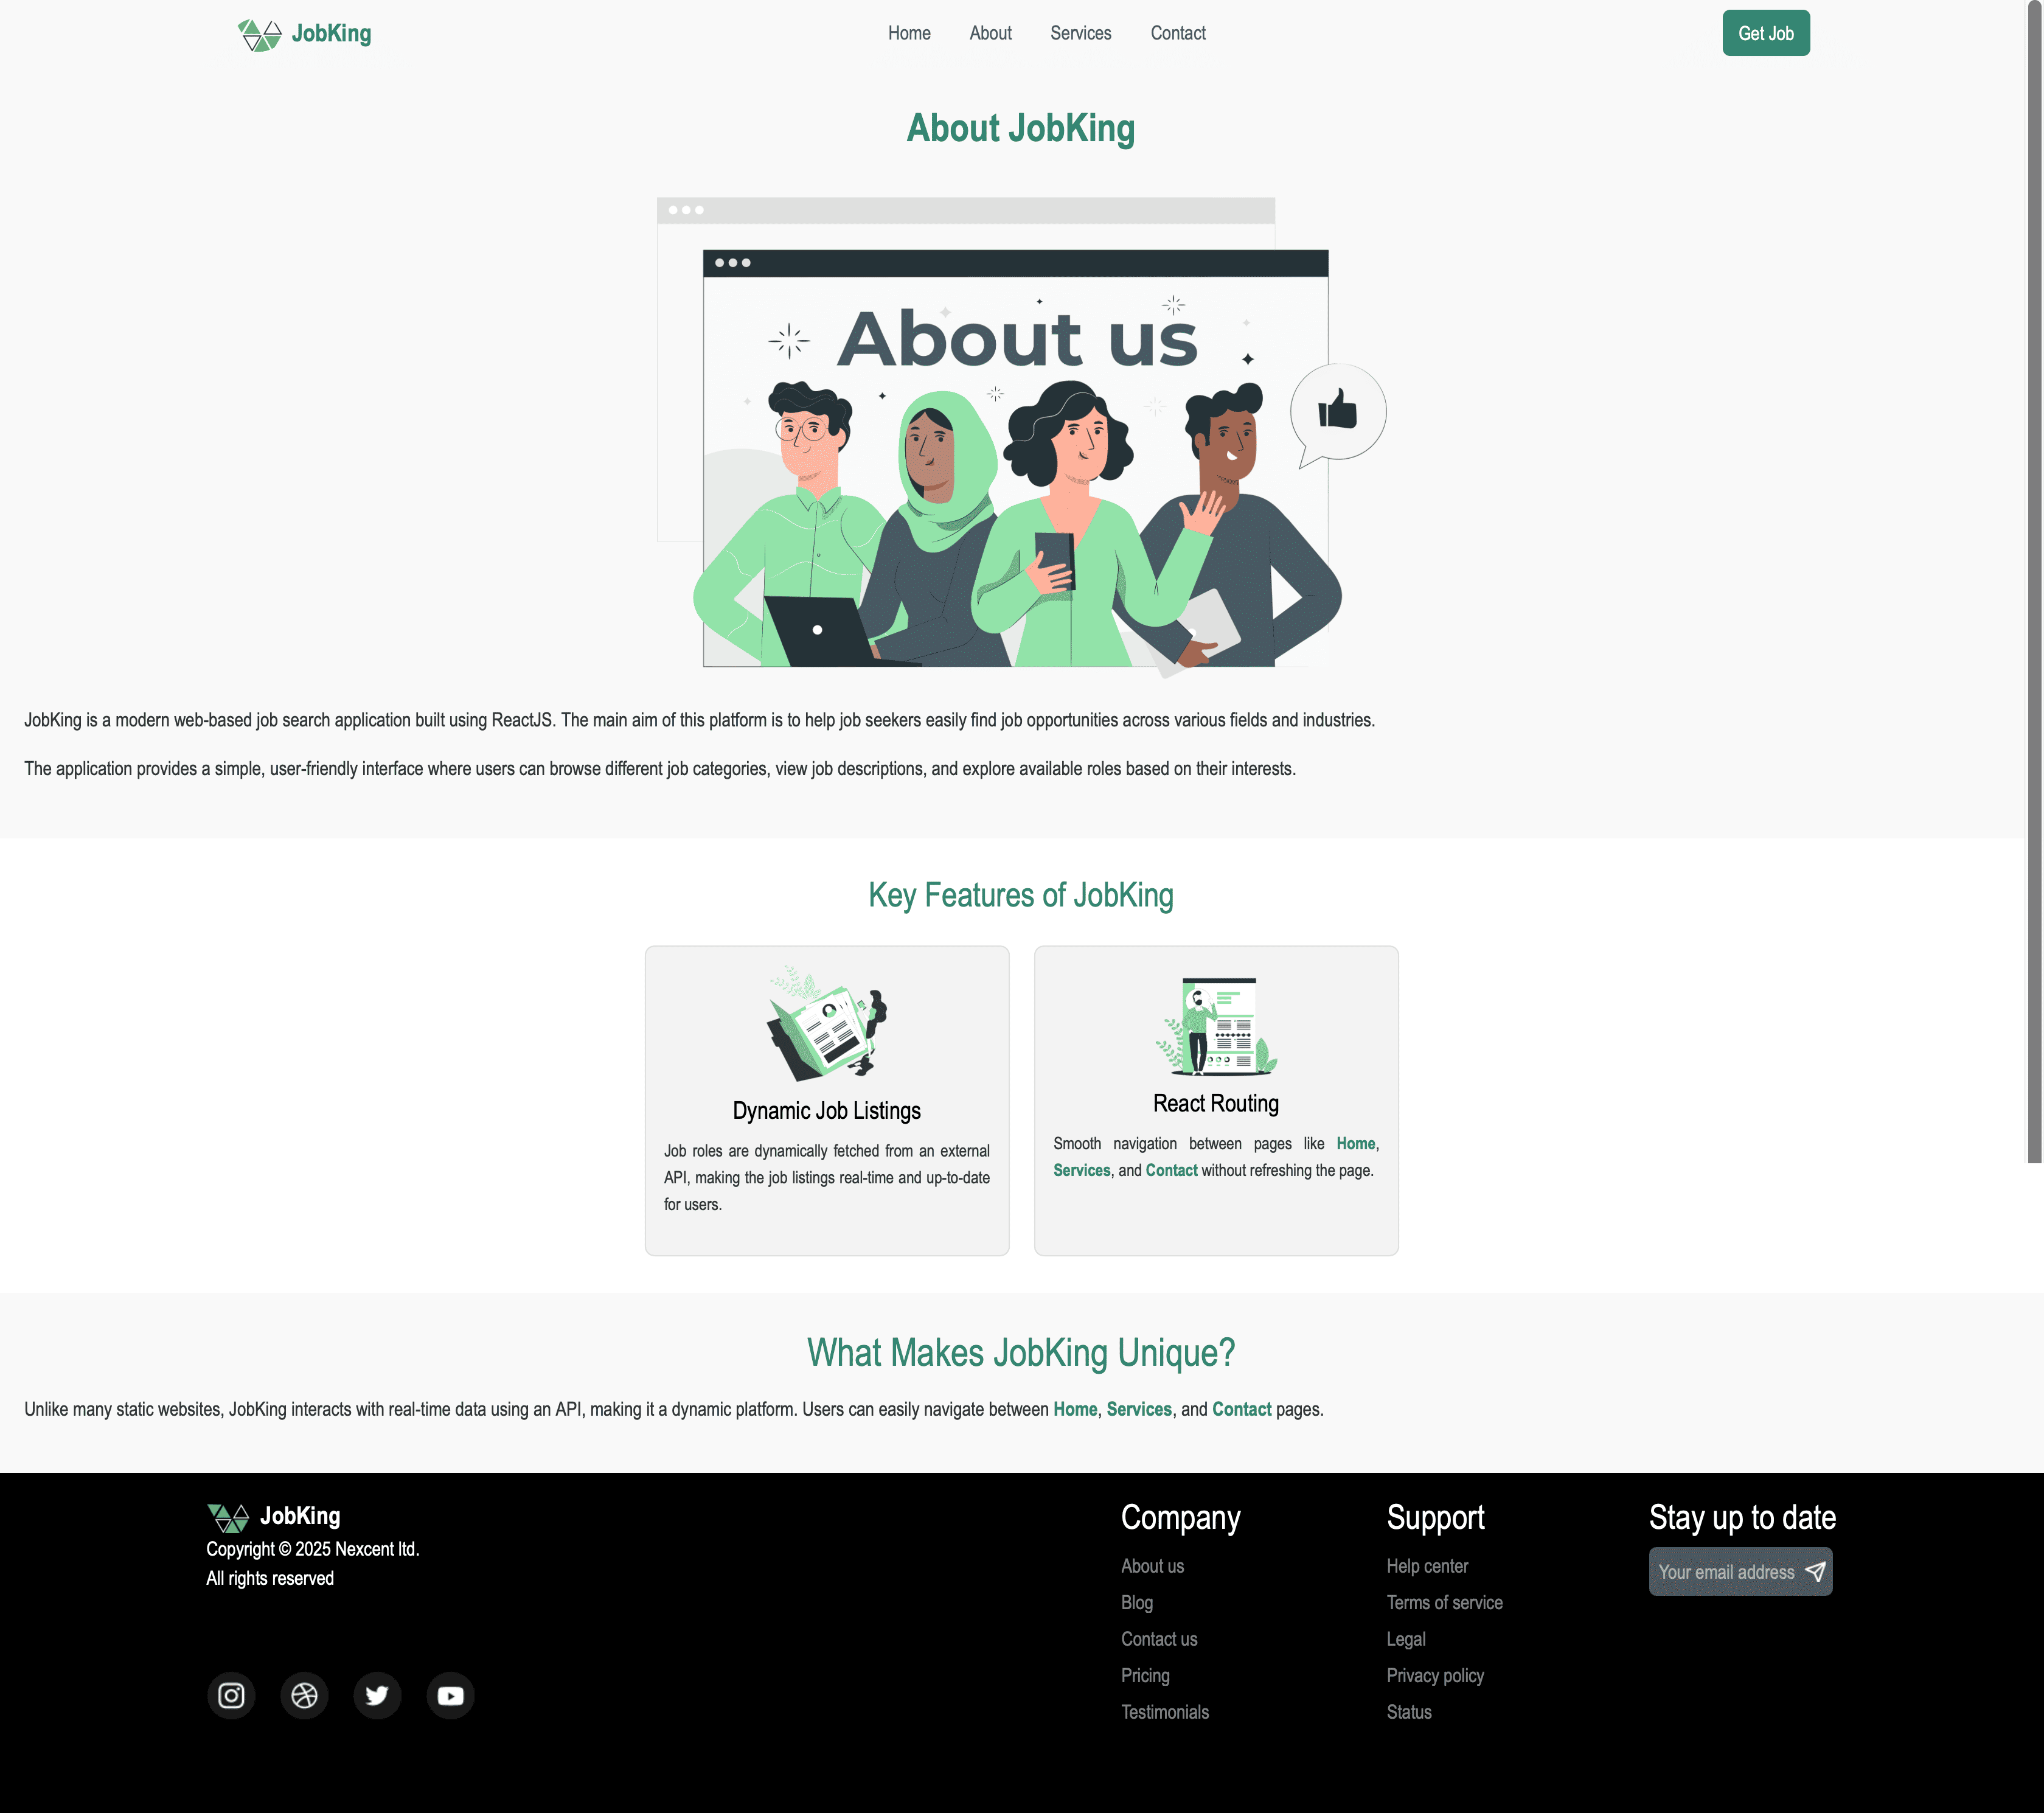 JobKing
Home
About
Services
Contact
Get Job
About JobKing
About us
JobKing is a modern web-based job search application built using ReactJS. The main aim of this platform is to help job seekers easily find job opportunities across various fields and industries.
The application provides a simple, user-friendly interface where users can browse different job categories, view job descriptions, and explore available roles based on their interests.
Key Features of JobKing
Dynamic Job Listings
Job roles are dynamically fetched from an external
API, making the job listings real-time and up-to-date
for users.
React Routing
Smooth navigation between pages like Home,
Services, and Contact without refreshing the page.
What Makes JobKing Unique?
Unlike many static websites, JobKing interacts with real-time data using an API, making it a dynamic platform. Users can easily navigate between Home, Services, and Contact pages.
JobKing
Copyright © 2025 Nexcent ltd.
All rights reserved
Company
About us
Blog
Contact us
Pricing
Testimonials
Support
Help center
Terms of service
Legal
Privacy policy
Status
Stay up to date
Your email address